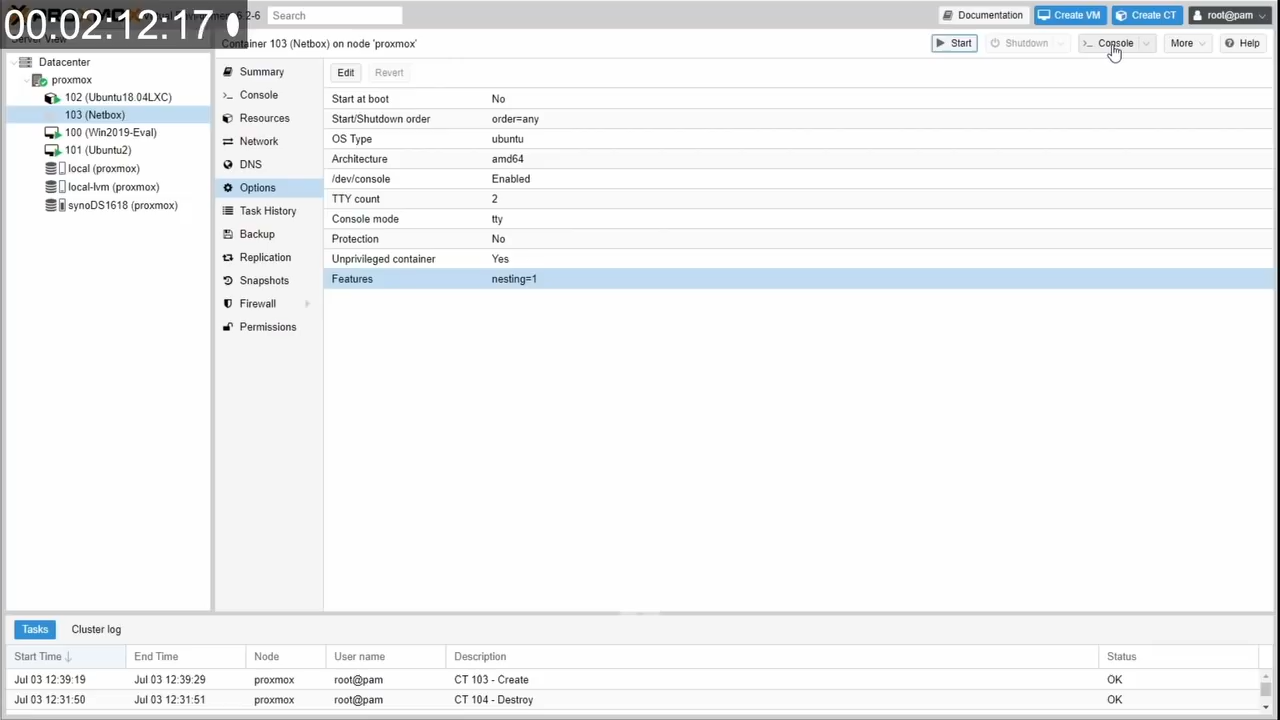 00:02:12:17
6.2-6
Search
Documentation
Create VM
Create CT
root@pam
Server View
Container 103 (Netbox) on node 'proxmox'
Start
Shutdown
Console
More
Help
Datacenter
proxmox
102 (Ubuntu18.04LXC)
103 (Netbox)
100 (Win2019-Eval)
101 (Ubuntu2)
local (proxmox)
local-lvm (proxmox)
synoDS1618 (proxmox)
Summary
Console
Resources
Network
DNS
Options
Task History
Backup
Replication
Snapshots
Firewall
Permissions
Edit
Revert
Start at boot No
Start/Shutdown order order=any
OS Type ubuntu
Architecture amd64
/dev/console Enabled
TTY count 2
Console mode tty
Protection No
Unprivileged container Yes
Features nesting=1
Tasks
Cluster log
Start Time End Time Node User name Description Status
Jul 03 12:39:19 Jul 03 12:39:29 proxmox root@pam CT 103 - Create OK
Jul 03 12:31:50 Jul 03 12:31:51 proxmox root@pam CT 104 - Destroy OK